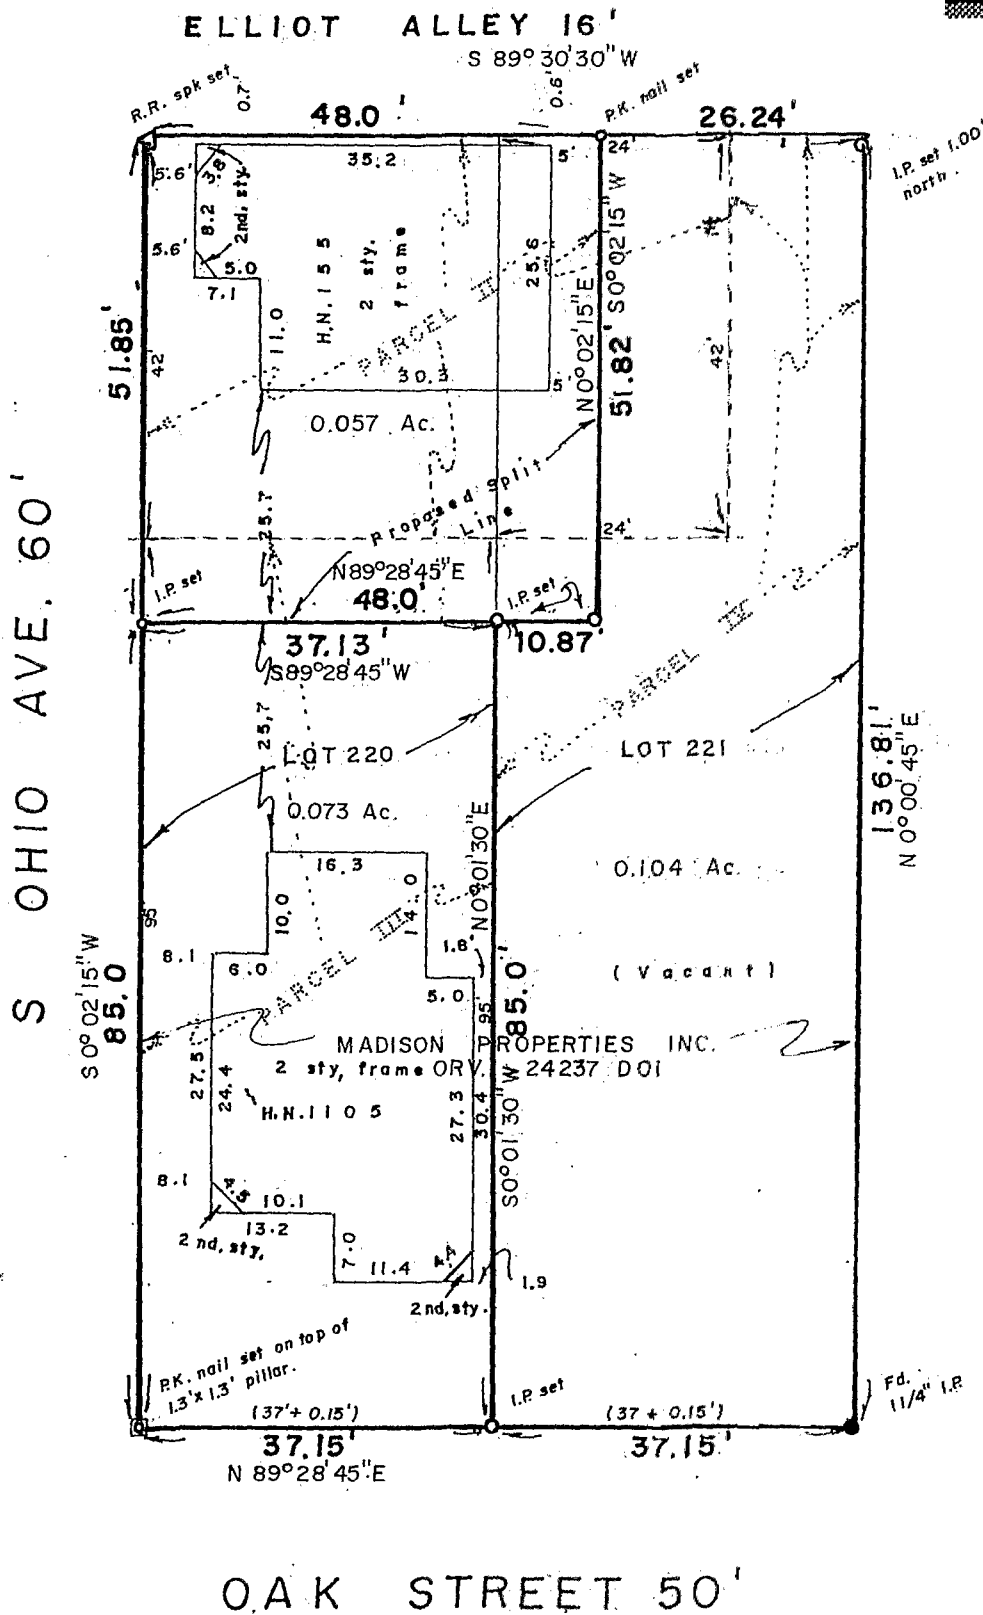 ELLIOT ALLEY 16'
S 89° 30'30" W
R.R. spk set
0.7'
0.6'
P.K. nail set
48.0'
26.24'
I.P. set 1.00'
north.
5.6'
3.8
35.2
5'
24'
8.2
2nd, sty.
5.6'
5.0
7.1
H.N. 155
2 sty.
frame
25.6
N0°02'15"E
S0°02'15"W
51.85'
42'
11.0
PARCEL II
30.3
5'
51.82'
42'
0.057 Ac.
Proposed Split
Line
25.7
24'
I.P. set
N89°28'45"E
48.0'
I.P. set
37.13'
S89°28'45"W
10.87'
PARCEL II
S OHIO AVE. 60'
25.7
LOT 220
LOT 221
136.81'
N 0°00'45" E
0.073 Ac.
N0°01'30"E
0.104 Ac.
16.3
10.0
14.0
95'
8.1
6.0
1.8'
5.0
PARCEL III
(Vacant)
S0°02'15"W
85.0
95'
85.0'
MADISON PROPERTIES INC.
2 sty, frame ORV. 24237 D01
27.5
24.4
H.N. 1105
27.3
30.4
S0°01'30"W
8.1
4.5
10.1
13.2
2nd, sty,
7.0
11.4
4.4
1.9
2nd, sty.
P.K. nail set on top of
1.3'x 1.3' pillar.
I.P. set
Fd.
1 1/4" I.P.
(37'+ 0.15')
(37 + 0.15')
37.15'
37.15'
N 89°28'45"E
OAK STREET 50'